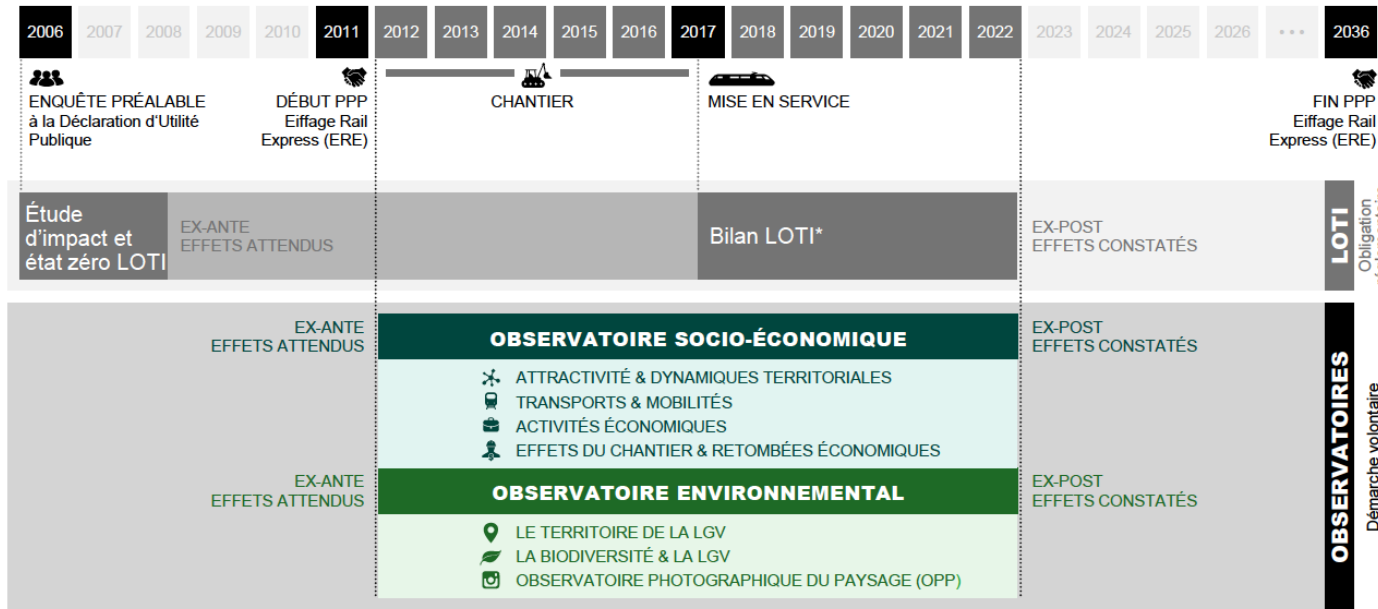 2006 2007 2008 2009 2010 2011 2012 2013 2014 2015 2016 2017 2018 2019 2020 2021 2022 2023 2024 2025 2026 ... 2036
ENQUÊTE PRÉALABLE
à la Déclaration d'Utilité
Publique
DÉBUT PPP
Eiffage Rail
Express (ERE)
CHANTIER
MISE EN SERVICE
FIN PPP
Eiffage Rail
Express (ERE)
Étude
d'impact et
état zéro LOTI
EX-ANTE
EFFETS ATTENDUS
Bilan LOTI*
EX-POST
EFFETS CONSTATÉS
LOTI
Obligation
EX-ANTE
EFFETS ATTENDUS
OBSERVATOIRE SOCIO-ÉCONOMIQUE
EX-POST
EFFETS CONSTATÉS
ATTRACTIVITÉ & DYNAMIQUES TERRITORIALES
TRANSPORTS & MOBILITÉS
ACTIVITÉS ÉCONOMIQUES
EFFETS DU CHANTIER & RETOMBÉES ÉCONOMIQUES
EX-ANTE
EFFETS ATTENDUS
OBSERVATOIRE ENVIRONNEMENTAL
EX-POST
EFFETS CONSTATÉS
LE TERRITOIRE DE LA LGV
LA BIODIVERSITÉ & LA LGV
OBSERVATOIRE PHOTOGRAPHIQUE DU PAYSAGE (OPP)
OBSERVATOIRES
Démarche volontaire